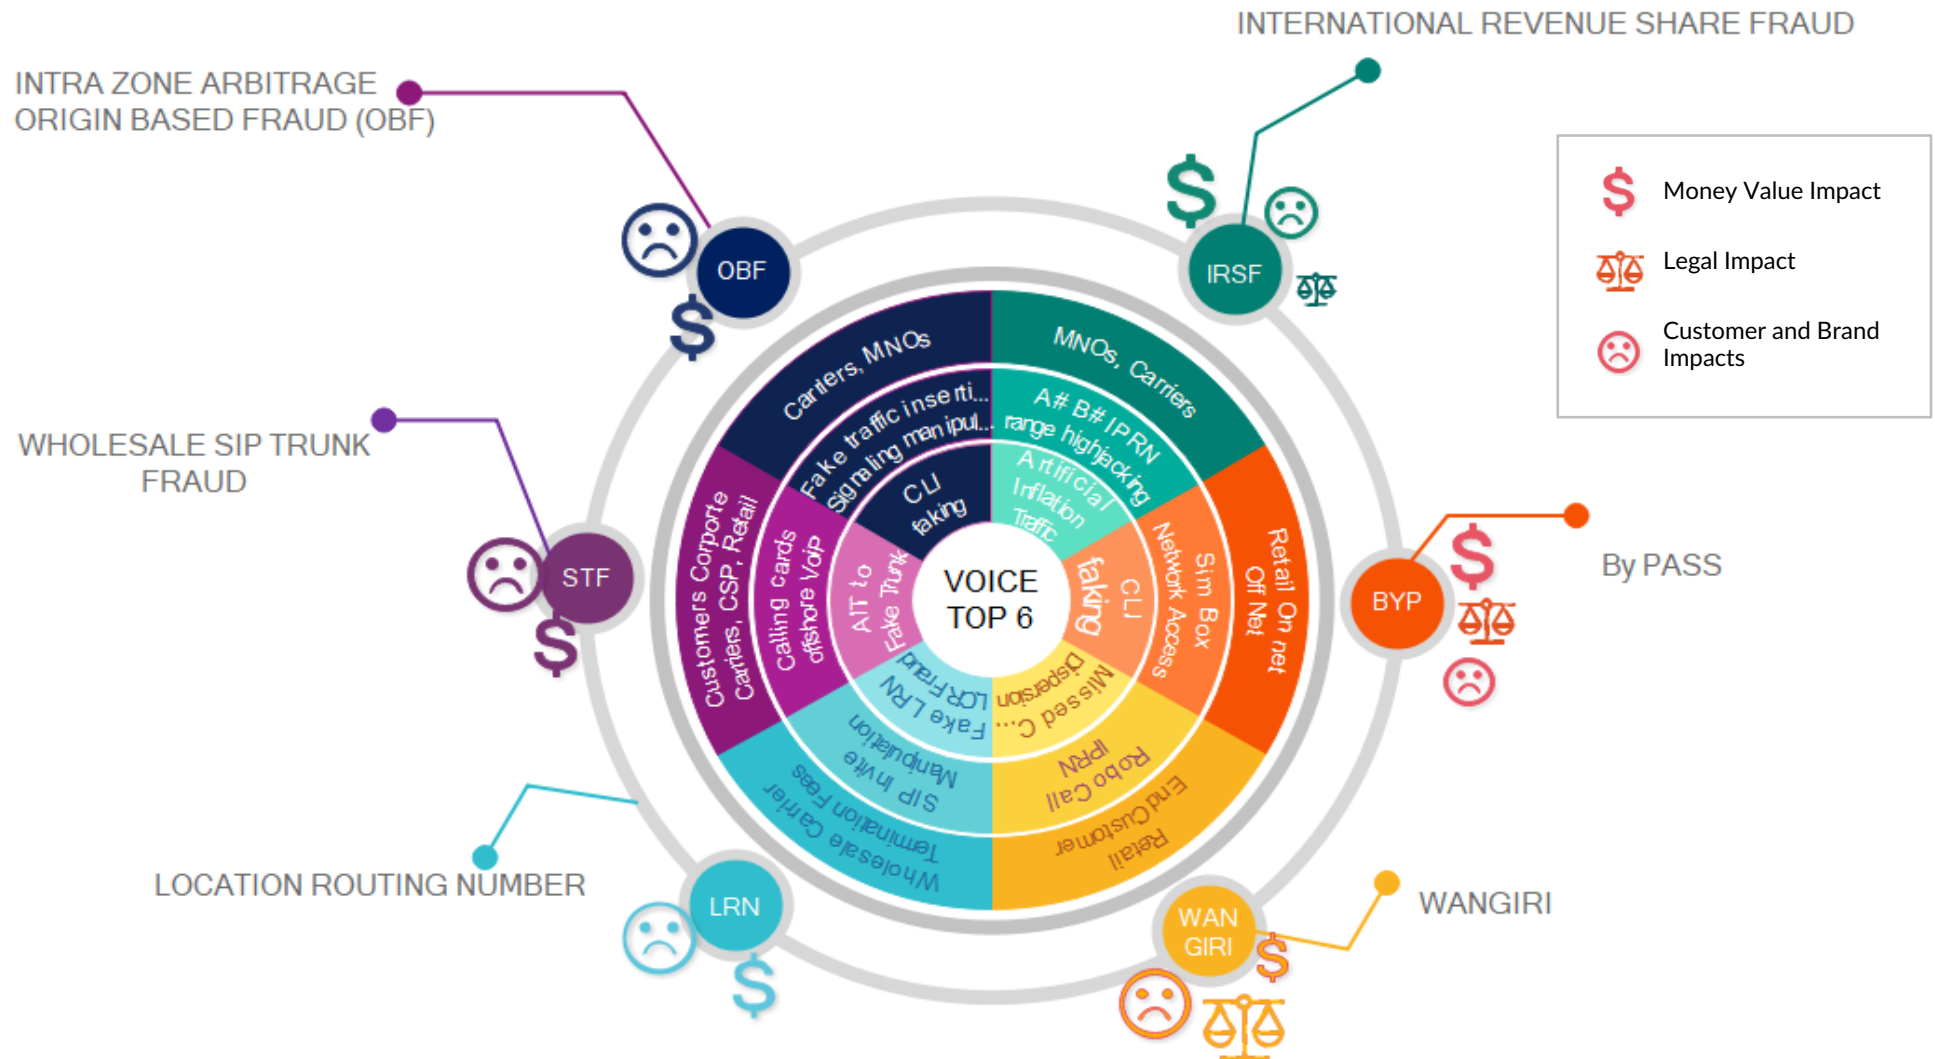 INTERNATIONAL REVENUE SHARE FRAUD
INTRA ZONE ARBITRAGE
ORIGIN BASED FRAUD (OBF)
Money Value Impact
Legal Impact
Customer and Brand
Impacts
OBF
IRSF
WHOLESALE SIP TRUNK
FRAUD
STF
By PASS
BYP
LOCATION ROUTING NUMBER
LRN
WANGIRI
WAN
GIRI
VOICE
TOP 6
Carriers, MNOs
Fake traffic inserti...
Signaling manipul...
CLI
faking
MNOs, Carriers
A# B# IPRN
range highjacking
Artificial
Inflation
Traffic
Retail On net
Off Net
Sim Box
Network Access
CLI
faking
Missed C...
Dispersion
Robo Call
IPRN
End Customer
Retail
Fake LRN
LCR Fraud
SIP Invite
Manipulation
Wholesale Carrier
Termination Fees
Customers Corporte
Carriers, CSP, Retail
Calling cards
offshore VoiP
AIT to
Fake Trunk